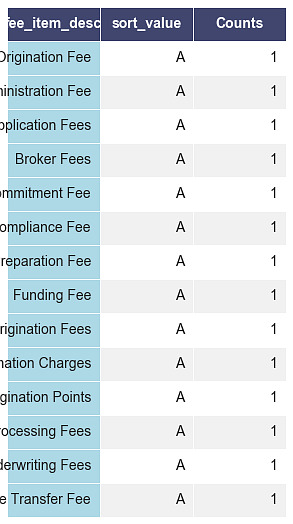 fee_item_desc sort_value Counts
Origination Fee A 1
ministration Fee A 1
pplication Fees A 1
Broker Fees A 1
ommitment Fee A 1
ompliance Fee A 1
reparation Fee A 1
Funding Fee A 1
rigination Fees A 1
nation Charges A 1
gination Points A 1
rocessing Fees A 1
derwriting Fees A 1
e Transfer Fee A 1